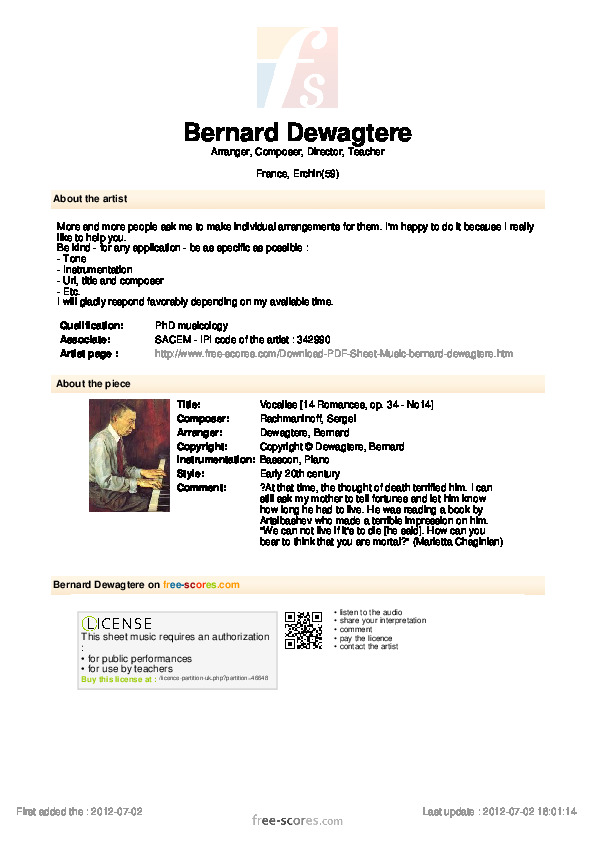 fs
Bernard Dewagtere
Arranger, Composer, Director, Teacher
France, Erchin(59)
About the artist
More and more people ask me to make individual arrangements for them. I'm happy to do it because I really
like to help you.
Be kind - for any application - be as specific as possible :
- Tone
- Instrumentation
- Url, title and composer
- Etc.
I will gladly respond favorably depending on my available time.
Qualification: PhD musicology
Associate: SACEM - IPI code of the artist : 342990
Artist page : http://www.free-scores.com/Download-PDF-Sheet-Music-bernard-dewagtere.htm
About the piece
Title: Vocalise [14 Romances, op. 34 - No14]
Composer: Rachmaninoff, Sergei
Arranger: Dewagtere, Bernard
Copyright: Copyright © Dewagtere, Bernard
Instrumentation: Bassoon, Piano
Style: Early 20th century
Comment: ?At that time, the thought of death terrified him. I can
still ask my mother to tell fortunes and let him know
how long he had to live. He was reading a book by
Artsibashev who made a terrible impression on him.
"We can not live if it's to die [he said]. How can you
bear to think that you are mortal?" (Marietta Chaginian)
Bernard Dewagtere on free-scores.com
LICENSE
This sheet music requires an authorization
:
• for public performances
• for use by teachers
Buy this license at : /licence-partition-uk.php?partition=46648
• listen to the audio
• share your interpretation
• comment
• pay the licence
• contact the artist
First added the : 2012-07-02
Last update : 2012-07-02 16:01:14
free-scores.com